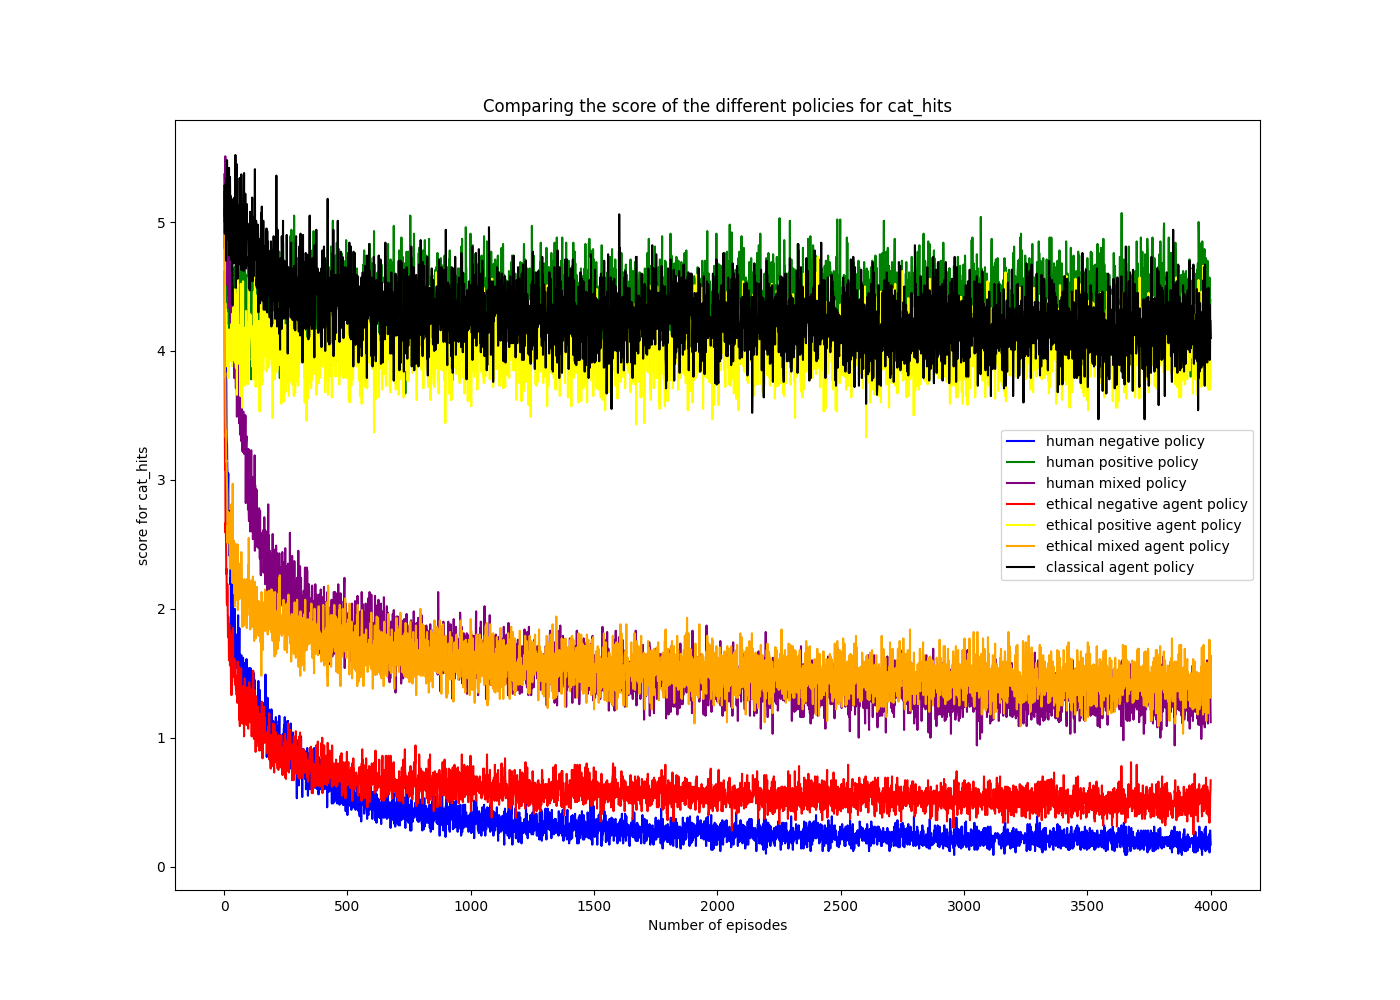 Comparing the score of the different policies for cat_hits
score for cat_hits
5
4
3
2
1
0
human negative policy
human positive policy
human mixed policy
ethical negative agent policy
ethical positive agent policy
ethical mixed agent policy
classical agent policy
0 500 1000 1500 2000 2500 3000 3500 4000
Number of episodes